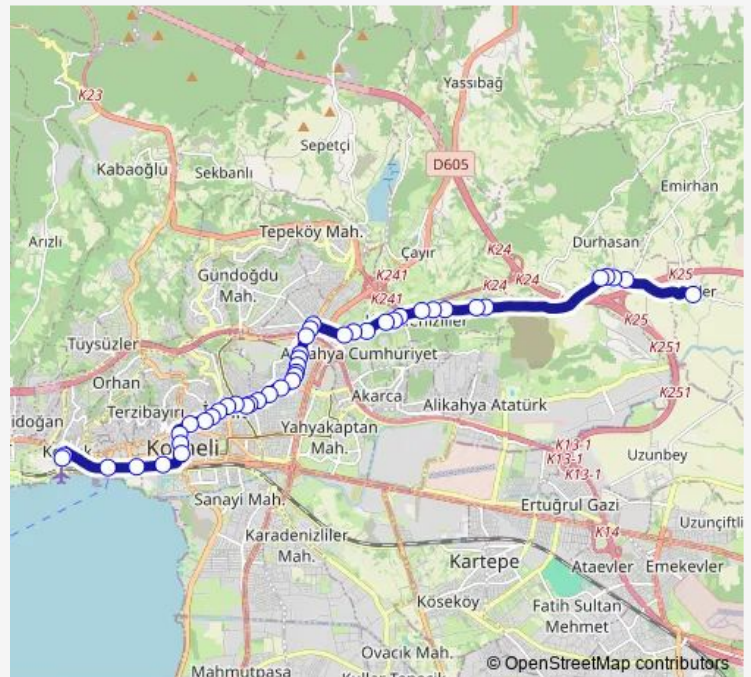 Yassıbağ
K23
D605
Sepetçi
Kabaoğlu
Sekbanlı
Emirhan
Arızlı
Tepeköy Mah.
Durhasan
Çayır
K24
K25
K241
Gündoğdu
Mah.
K24
K24
K241
K25
Tuysüzler
K251
Cumhuriyet
Orhan
K251
Akarca
Terzibayırı
Alikahya Atatürk
Yahyakaptan
Mah.
K13-1
K13-1
K13-1
Uzunbey
Sanayi Mah.
Ertuğrul Gazi
Karadenizliler
Mah.
K14
Kartepe
Ataevler
Emekevler
Köseköy
Fatih Sultan
Mehmet
Ovacık Mah.
Mahmutpaşa
© OpenStreetMap contributors